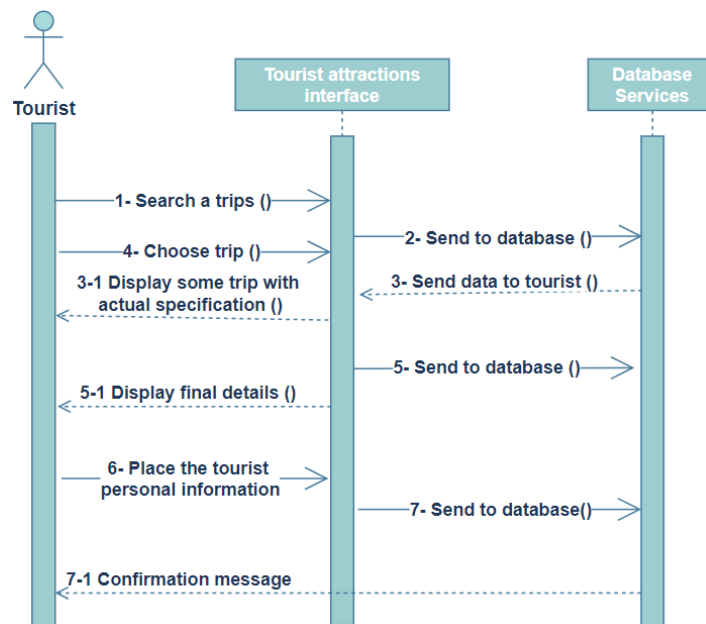 Tourist attractions
interface
Database
Services
Tourist
1- Search a trips ()
2- Send to database ()
4- Choose trip ()
3-1 Display some trip with
actual specification ()
3- Send data to tourist ()
5- Send to database ()
5-1 Display final details ()
6- Place the tourist
personal information
7- Send to database()
7-1 Confirmation message